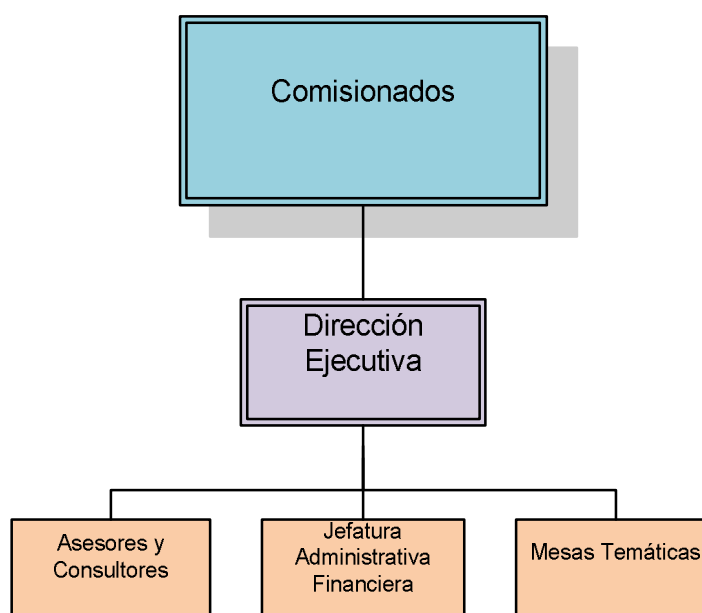 Comisionados
Dirección
Ejecutiva
Asesores y
Consultores
Jefatura
Administrativa
Financiera
Mesas Temáticas